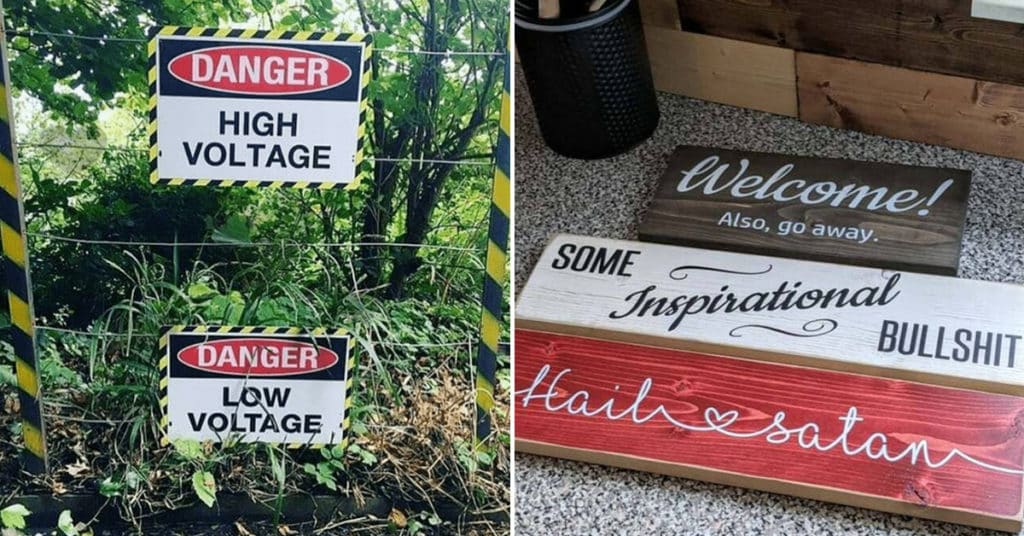 DANGER
HIGH
VOLTAGE
DANGER
LOW
VOLTAGE
Welcome!
Also, go away.
SOME
Inspirational
BULLSHIT
Hail satan